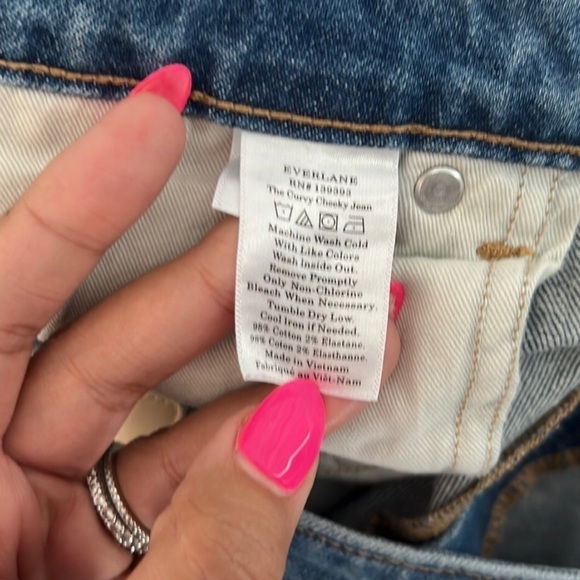 EVERLANE
RN# 139393
The Curvy Cheeky Jean
Machine Wash Cold
With Like Colors
Wash Inside Out.
Remove Promptly
Only Non-Chlorine
Bleach When Necessary.
Tumble Dry Low.
Cool Iron if Needed.
98% Cotton 2% Elastane.
98% Coton 2% Élasthanne.
Made in Vietnam
Fabriqué au Việt-Nam